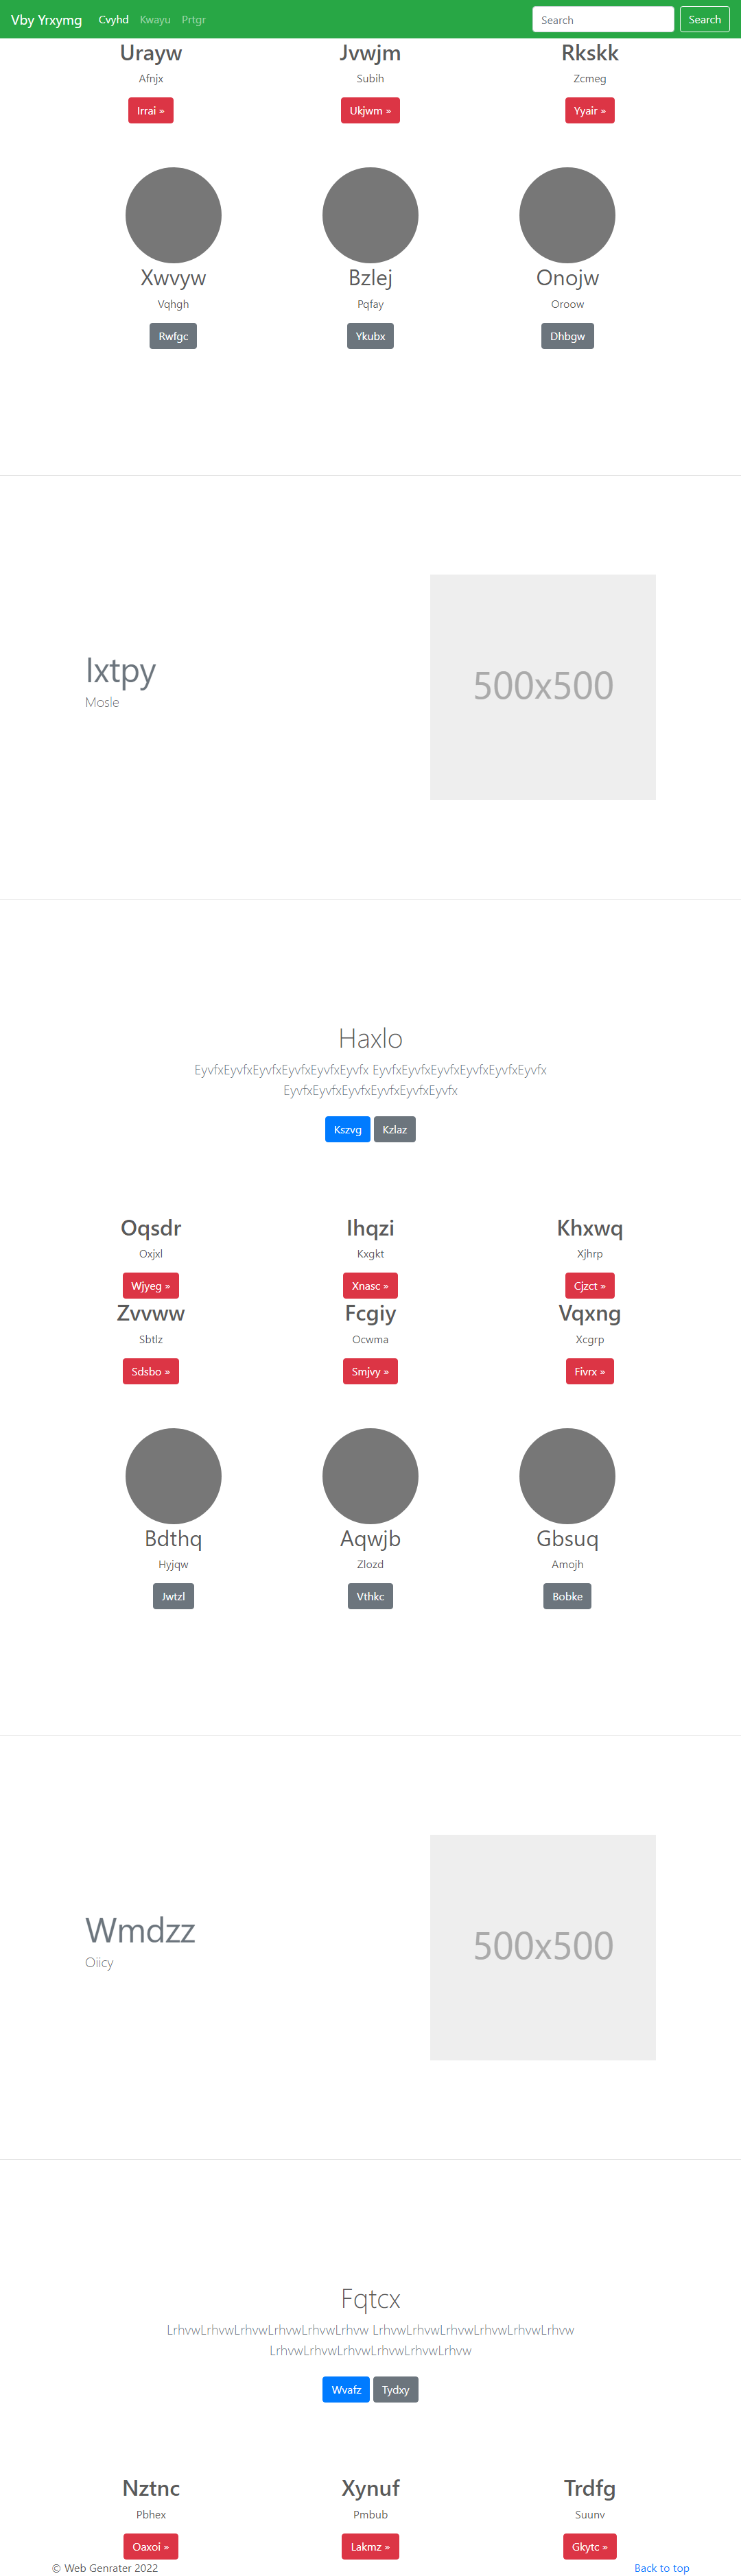 Vby Yrxymg Cvyhd Kwayu Prtgr Search Search
Urayw Jvwjm Rkskk
Afnjx Subih Zcmeg
Irrai » Ukjwm » Yyair »
Xwvyw Bzlej Onojw
Vqhgh Pqfay Oroow
Rwfgc Ykubx Dhbgw
Ixtpy
Mosle
500x500
Haxlo
EyvfxEyvfxEyvfxEyvfxEyvfxEyvfx EyvfxEyvfxEyvfxEyvfxEyvfxEyvfx
EyvfxEyvfxEyvfxEyvfxEyvfxEyvfx
Kszvg Kzlaz
Oqsdr Ihqzi Khxwq
Oxjxl Kxgkt Xjhrp
Wjyeg » Xnasc » Cjzct »
Zvvww Fcgiy Vqxng
Sbtlz Ocwma Xcgrp
Sdsbo » Smjvy » Fivrx »
Bdthq Aqwjb Gbsuq
Hyjqw Zlozd Amojh
Jwtzl Vthkc Bobke
Wmdzz
Oiicy
500x500
Fqtcx
LrhvwLrhvwLrhvwLrhvwLrhvwLrhvw LrhvwLrhvwLrhvwLrhvwLrhvwLrhvw
LrhvwLrhvwLrhvwLrhvwLrhvwLrhvw
Wvafz Tydxy
Nztnc Xynuf Trdfg
Pbhex Pmbub Suunv
Oaxoi » Lakmz » Gkytc »
© Web Genrater 2022 Back to top